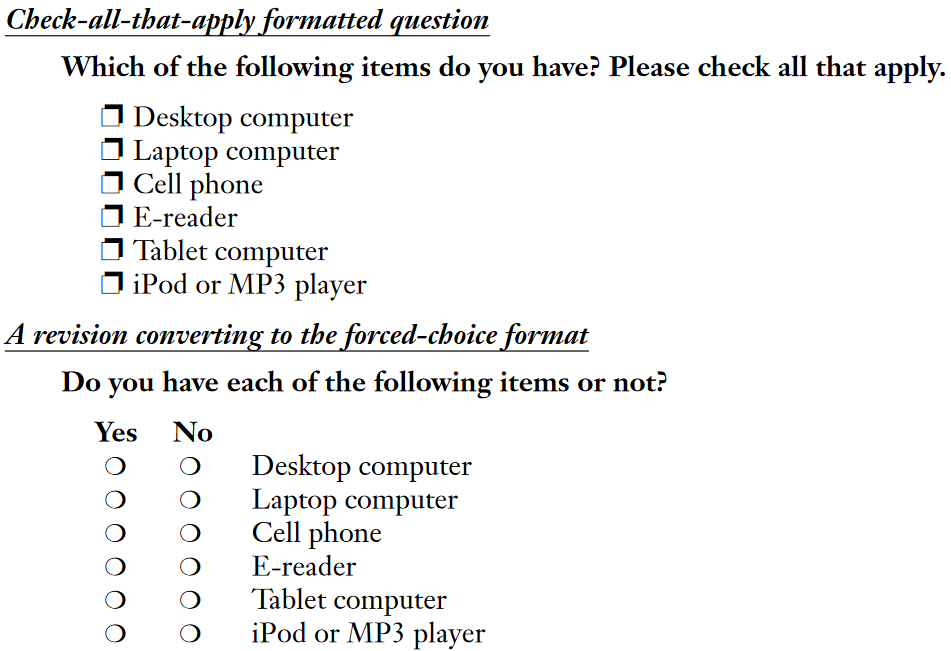 Check-all-that-apply formatted question
Which of the following items do you have? Please check all that apply.
❒ Desktop computer
❒ Laptop computer
❒ Cell phone
❒ E-reader
❒ Tablet computer
❒ iPod or MP3 player
A revision converting to the forced-choice format
Do you have each of the following items or not?
Yes No
❍ ❍ Desktop computer
❍ ❍ Laptop computer
❍ ❍ Cell phone
❍ ❍ E-reader
❍ ❍ Tablet computer
❍ ❍ iPod or MP3 player